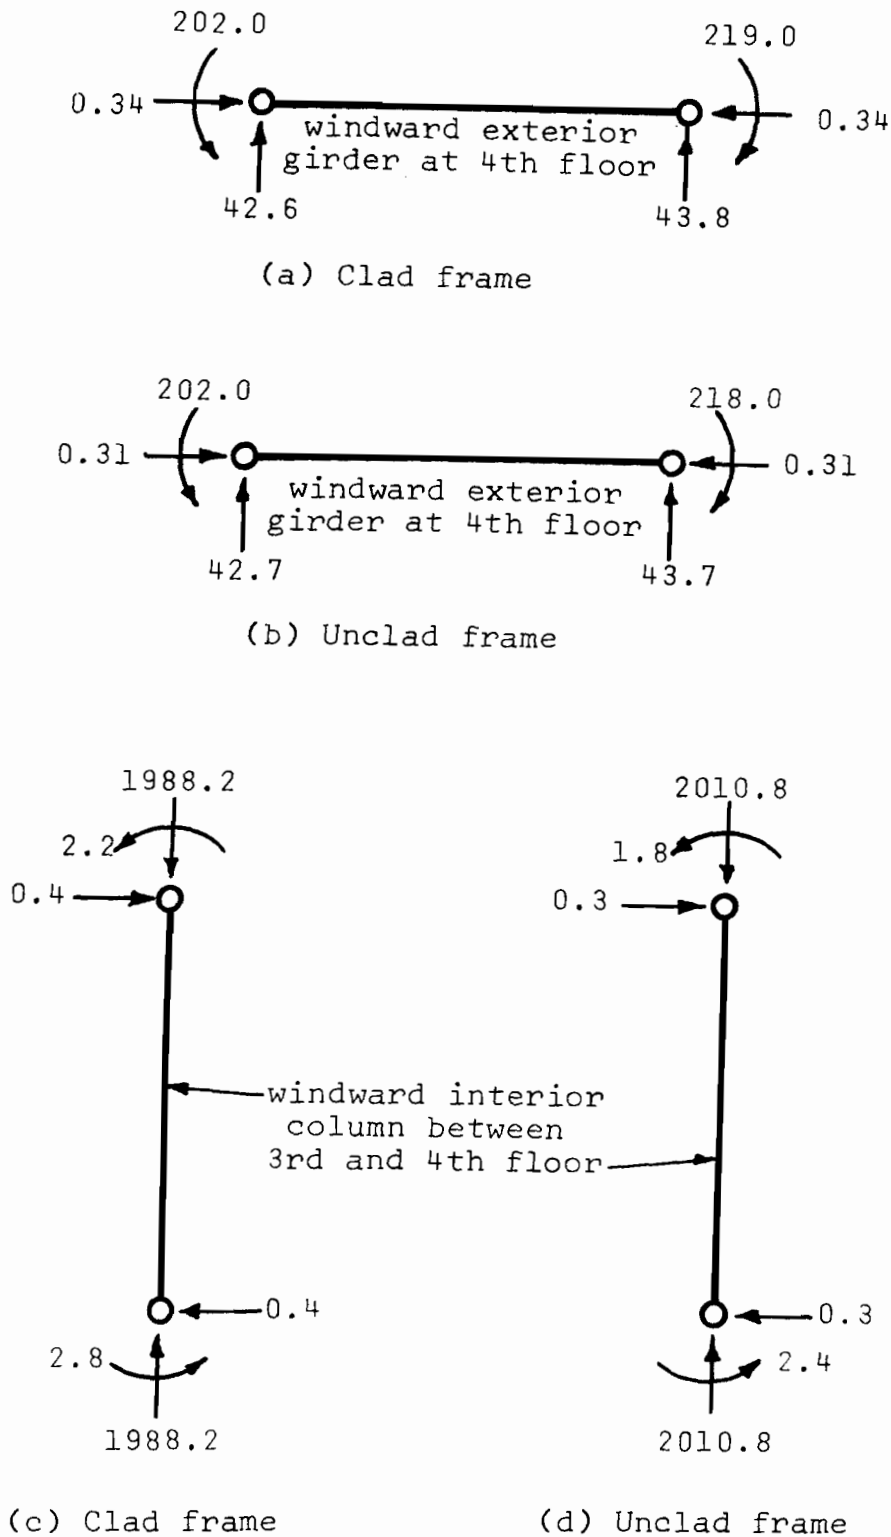 202.0
219.0
0.34
0.34
windward exterior
girder at 4th floor
42.6
43.8
(a) Clad frame
202.0
218.0
0.31
0.31
windward exterior
girder at 4th floor
42.7
43.7
(b) Unclad frame
1988.2
2010.8
2.2
1.8
0.4
0.3
windward interior
column between
3rd and 4th floor
0.4
0.3
2.8
2.4
1988.2
2010.8
(c) Clad frame
(d) Unclad frame